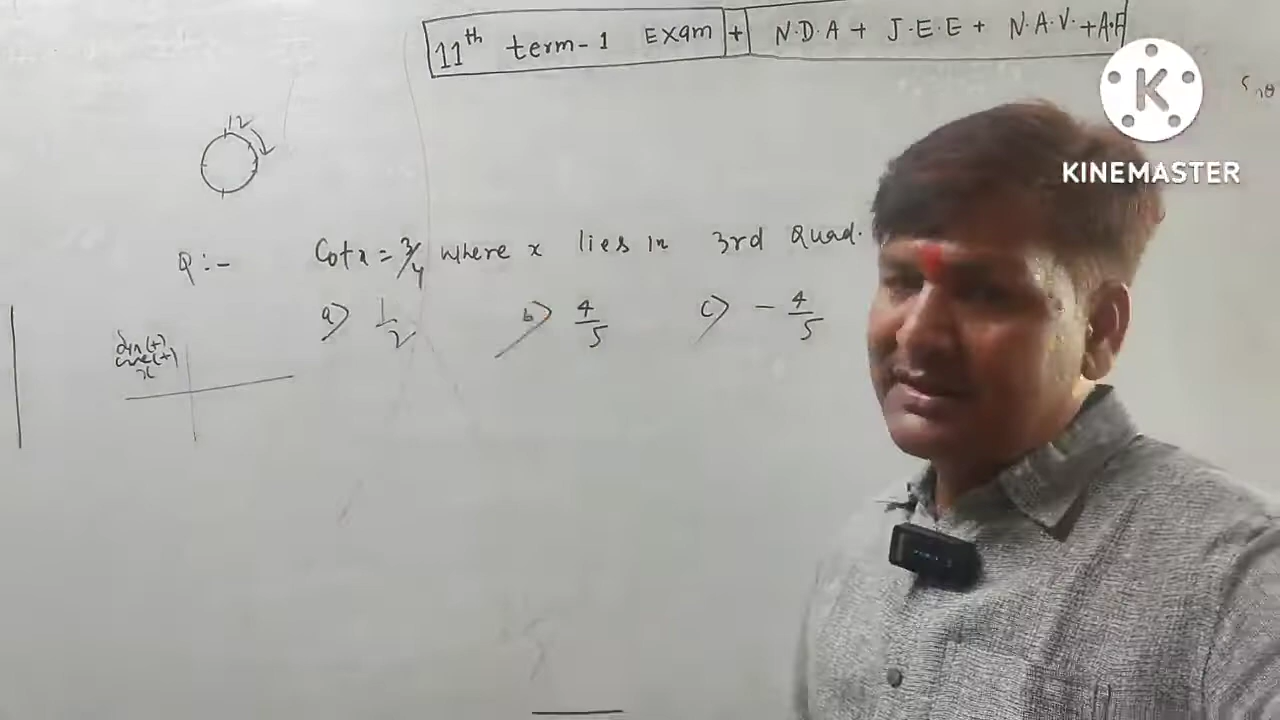 11th term-1 Exam + N.D.A + J.E.E + N.A.V. + A.F
K
KINEMASTER
12
Q:- Cot x = 3/4 where x lies in 3rd Quad.
a) 1/2 b) 4/5 c) - 4/5